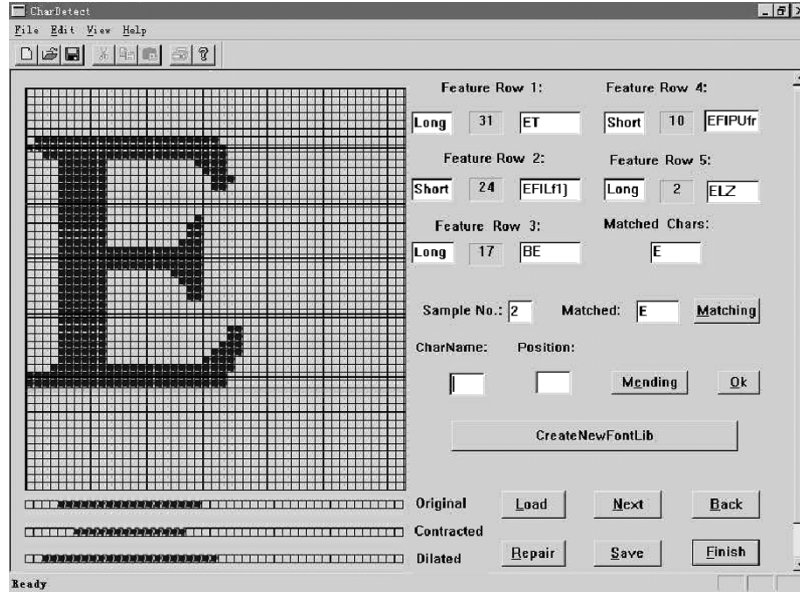 CharDetect
File Edit View Help
Feature Row 1: Feature Row 4:
Long 31 ET Short 10 EFIPUfr
Feature Row 2: Feature Row 5:
Short 24 EFILf1] Long 2 ELZ
Feature Row 3: Matched Chars:
Long 17 BE E
Sample No.: 2 Matched: E Matching
CharName: Position:
Mending Ok
CreateNewFontLib
Original Load Next Back
Contracted
Dilated Repair Save Finish
Ready